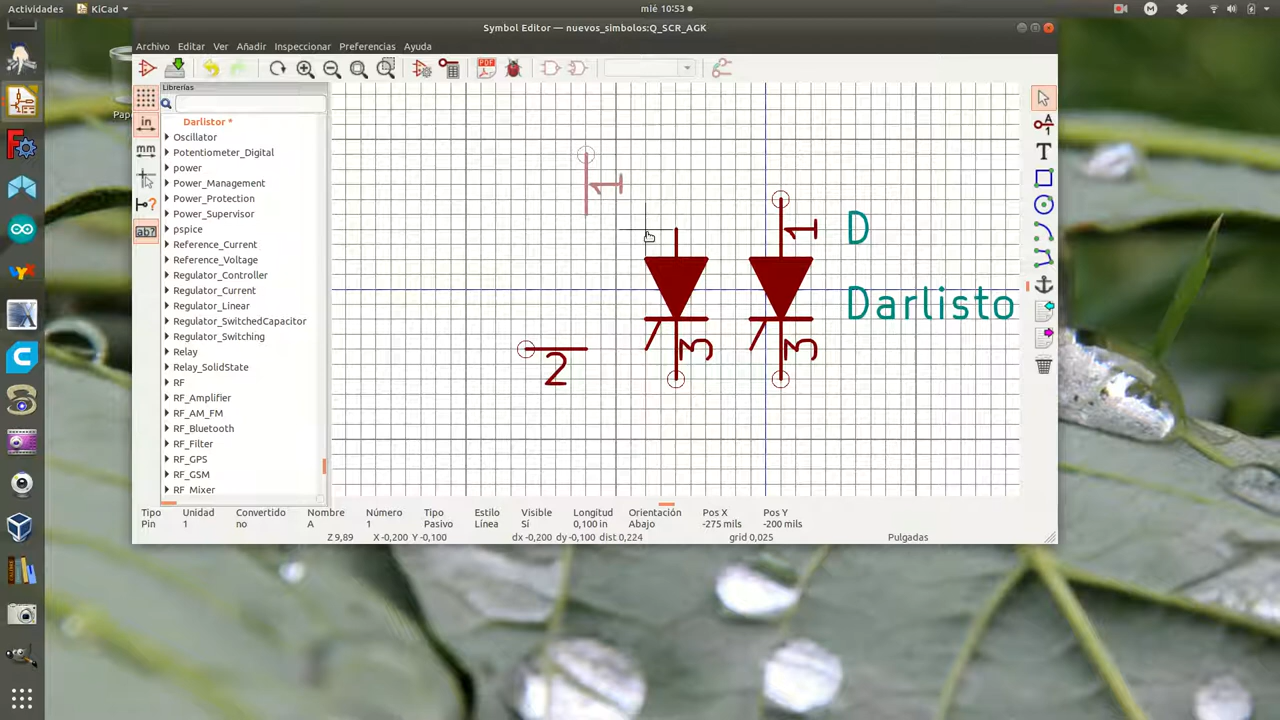 Actividades
KiCad
mié 10:53
Symbol Editor — nuevos_simbolos:Q_SCR_AGK
Archivo Editar Ver Añadir Inspeccionar Preferencias Ayuda
Librerías
Darlistor *
Oscillator
Potentiometer_Digital
power
Power_Management
Power_Protection
Power_Supervisor
pspice
Reference_Current
Reference_Voltage
Regulator_Controller
Regulator_Current
Regulator_Linear
Regulator_SwitchedCapacitor
Regulator_Switching
Relay
Relay_SolidState
RF
RF_Amplifier
RF_AM_FM
RF_Bluetooth
RF_Filter
RF_GPS
RF_GSM
RF_Mixer
in
mm
ab?
PDF
1
1
D
Darlisto
2
3
3
Tipo Unidad Convertido Nombre Número Tipo Estilo Visible Longitud Orientación Pos X Pos Y
Pin 1 no A 1 Pasivo Línea Sí 0,100 in Abajo -275 mils -200 mils
Z 9,89 X -0,200 Y -0,100 dx -0,200 dy -0,100 dist 0,224 grid 0,025 Pulgadas